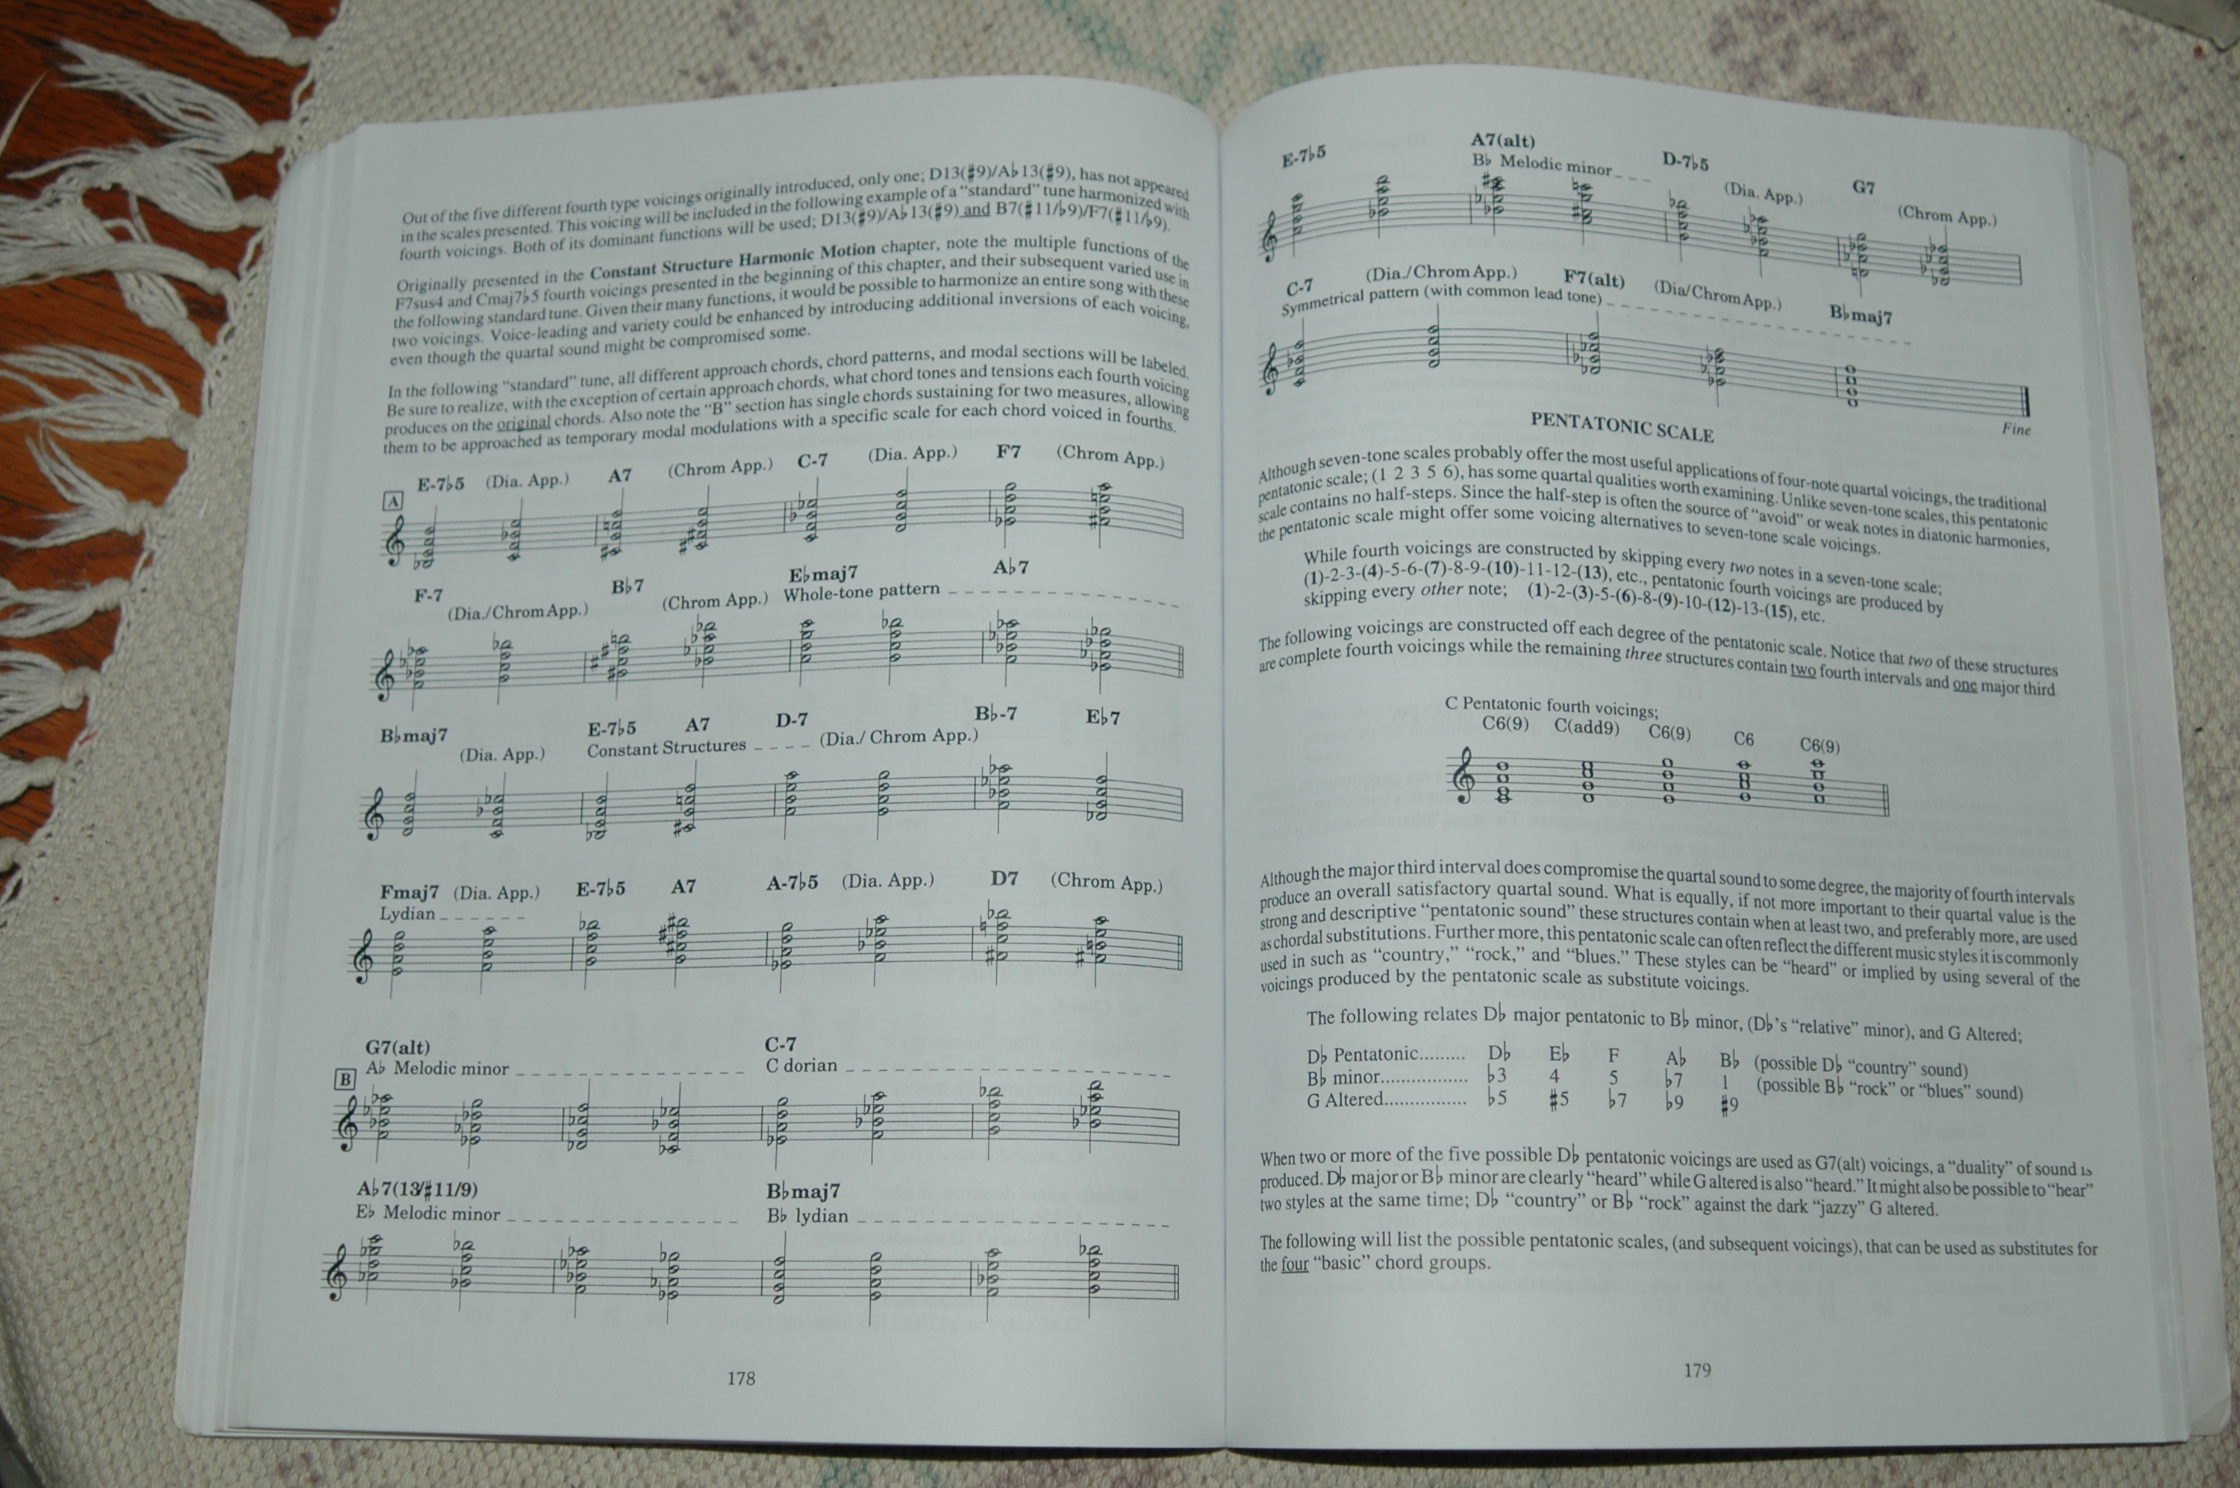 Out of the five different fourth type voicings originally introduced, only one; D13(♯9)/A♭13(♯9), has not appeared
in the scales presented. This voicing will be included in the following example of a “standard” tune harmonized with
fourth voicings. Both of its dominant functions will be used; D13(♯9)/A♭13(♯9) and B7(♯11/♭9)/F7(♯11/♭9).
Originally presented in the Constant Structure Harmonic Motion chapter, note the multiple functions of the
F7sus4 and Cmaj7♭5 fourth voicings presented in the beginning of this chapter, and their subsequent varied use in
the following standard tune. Given their many functions, it would be possible to harmonize an entire song with these
two voicings. Voice-leading and variety could be enhanced by introducing additional inversions of each voicing,
even though the quartal sound might be compromised some.
In the following “standard” tune, all different approach chords, chord patterns, and modal sections will be labeled.
Be sure to realize, with the exception of certain approach chords, what chord tones and tensions each fourth voicing
produces on the original chords. Also note the “B” section has single chords sustaining for two measures, allowing
them to be approached as temporary modal modulations with a specific scale for each chord voiced in fourths.
A E-7♭5 (Dia. App.) A7 (Chrom App.) C-7 (Dia. App.) F7 (Chrom App.)
F-7 (Dia./Chrom App.) B♭7 (Chrom App.) E♭maj7 A♭7
Whole-tone pattern
B♭maj7 (Dia. App.) E-7♭5 A7 D-7 (Dia./ Chrom App.) B♭-7 E♭7
Constant Structures
Fmaj7 (Dia. App.) E-7♭5 A7 A-7♭5 (Dia. App.) D7 (Chrom App.)
Lydian
G7(alt) C-7
B A♭ Melodic minor C dorian
A♭7(13/♯11/9) B♭maj7
E♭ Melodic minor B♭ lydian
178
E-7♭5 A7(alt) D-7♭5 (Dia. App.) G7 (Chrom App.)
B♭ Melodic minor
C-7 (Dia./Chrom App.) F7(alt) (Dia/Chrom App.) B♭maj7
Symmetrical pattern (with common lead tone)
Fine
PENTATONIC SCALE
Although seven-tone scales probably offer the most useful applications of four-note quartal voicings, the traditional
pentatonic scale; (1 2 3 5 6), has some quartal qualities worth examining. Unlike seven-tone scales, this pentatonic
scale contains no half-steps. Since the half-step is often the source of “avoid” or weak notes in diatonic harmonies,
the pentatonic scale might offer some voicing alternatives to seven-tone scale voicings.
While fourth voicings are constructed by skipping every two notes in a seven-tone scale;
(1)-2-3-(4)-5-6-(7)-8-9-(10)-11-12-(13), etc., pentatonic fourth voicings are produced by
skipping every other note; (1)-2-(3)-5-(6)-8-(9)-10-(12)-13-(15), etc.
The following voicings are constructed off each degree of the pentatonic scale. Notice that two of these structures
are complete fourth voicings while the remaining three structures contain two fourth intervals and one major third
C Pentatonic fourth voicings;
C6(9) C(add9) C6(9) C6 C6(9)
Although the major third interval does compromise the quartal sound to some degree, the majority of fourth intervals
produce an overall satisfactory quartal sound. What is equally, if not more important to their quartal value is the
strong and descriptive “pentatonic sound” these structures contain when at least two, and preferably more, are used
as chordal substitutions. Further more, this pentatonic scale can often reflect the different music styles it is commonly
used in such as “country,” “rock,” and “blues.” These styles can be “heard” or implied by using several of the
voicings produced by the pentatonic scale as substitute voicings.
The following relates D♭ major pentatonic to B♭ minor, (D♭’s “relative” minor), and G Altered;
D♭ Pentatonic......... D♭ E♭ F A♭ B♭ (possible D♭ “country” sound)
B♭ minor................. ♭3 4 5 ♭7 1 (possible B♭ “rock” or “blues” sound)
G Altered................ ♭5 ♯5 ♭7 ♭9 ♯9
When two or more of the five possible D♭ pentatonic voicings are used as G7(alt) voicings, a “duality” of sound is
produced. D♭ major or B♭ minor are clearly “heard” while G altered is also “heard.” It might also be possible to “hear”
two styles at the same time; D♭ “country” or B♭ “rock” against the dark “jazzy” G altered.
The following will list the possible pentatonic scales, (and subsequent voicings), that can be used as substitutes for
the four “basic” chord groups.
179